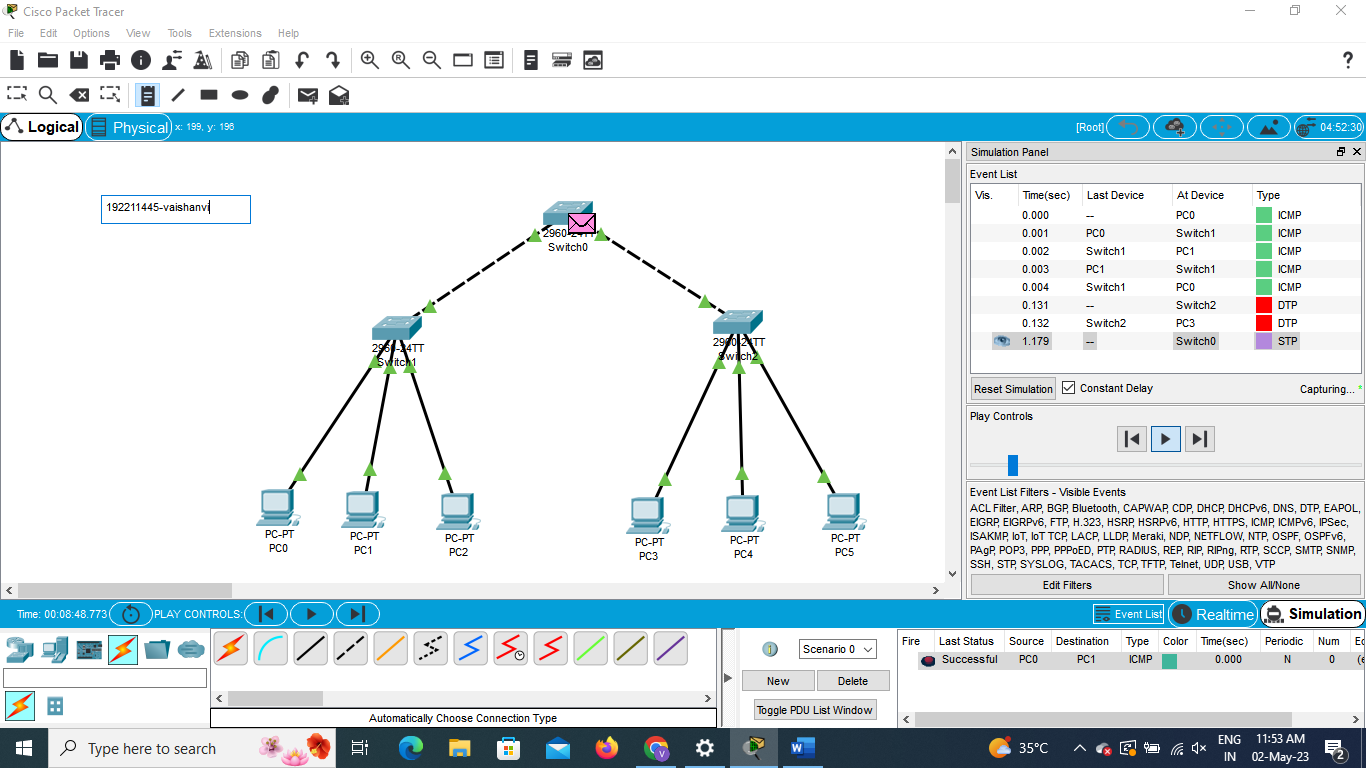 Cisco Packet Tracer
File Edit Options View Tools Extensions Help
Logical Physical x: 199, y: 196 [Root] 04:52:30
192211445-vaishanvi
2960-24TT
Switch0
2960-24TT
Switch1
2960-24TT
Switch2
PC-PT
PC0
PC-PT
PC1
PC-PT
PC2
PC-PT
PC3
PC-PT
PC4
PC-PT
PC5
Simulation Panel
Event List
Vis. Time(sec) Last Device At Device Type
0.000 -- PC0 ICMP
0.001 PC0 Switch1 ICMP
0.002 Switch1 PC1 ICMP
0.003 PC1 Switch1 ICMP
0.004 Switch1 PC0 ICMP
0.131 -- Switch2 DTP
0.132 Switch2 PC3 DTP
1.179 -- Switch0 STP
Reset Simulation Constant Delay Capturing... *
Play Controls
Event List Filters - Visible Events
ACL Filter, ARP, BGP, Bluetooth, CAPWAP, CDP, DHCP, DHCPv6, DNS, DTP, EAPOL,
EIGRP, EIGRPv6, FTP, H.323, HSRP, HSRPv6, HTTP, HTTPS, ICMP, ICMPv6, IPSec,
ISAKMP, IoT, IoT TCP, LACP, LLDP, Meraki, NDP, NETFLOW, NTP, OSPF, OSPFv6,
PAgP, POP3, PPP, PPPoED, PTP, RADIUS, REP, RIP, RIPng, RTP, SCCP, SMTP, SNMP,
SSH, STP, SYSLOG, TACACS, TCP, TFTP, Telnet, UDP, USB, VTP
Edit Filters Show All/None
Time: 00:08:48.773 PLAY CONTROLS: Event List Realtime Simulation
Automatically Choose Connection Type
Scenario 0
New Delete
Toggle PDU List Window
Fire Last Status Source Destination Type Color Time(sec) Periodic Num Ec
Successful PC0 PC1 ICMP 0.000 N 0 (e
Type here to search
35°C
ENG
IN
11:53 AM
02-May-23
2